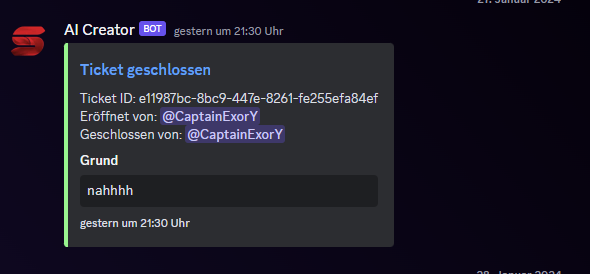 21. Januar 2024
AI Creator BOT gestern um 21:30 Uhr
Ticket geschlossen
Ticket ID: e11987bc-8bc9-447e-8261-fe255efa84ef
Eröffnet von: @CaptainExorY
Geschlossen von: @CaptainExorY
Grund
nahhhh
gestern um 21:30 Uhr
28. Januar 2024